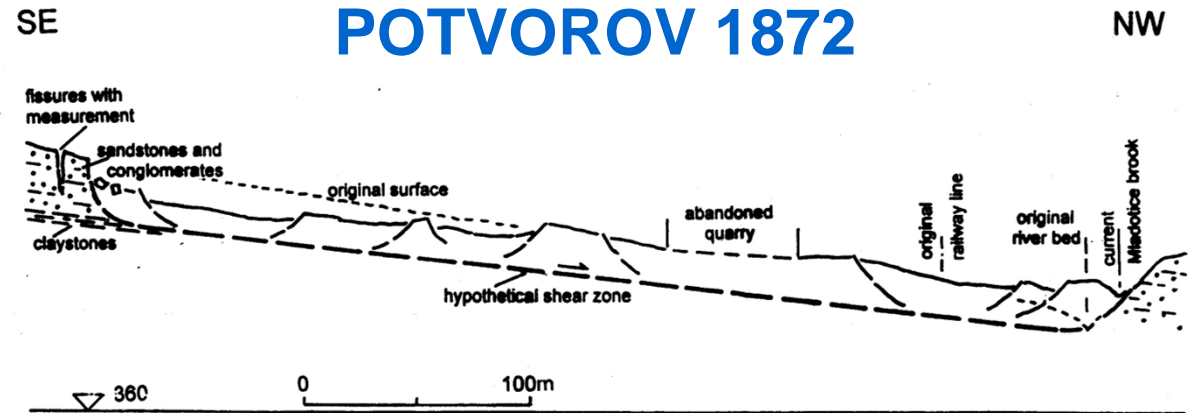 SE
POTVOROV 1872
NW
fissures with
measurement
sandstones and
conglomerates
original surface
claystones
abandoned
quarry
hypothetical shear zone
original
railway line
original
river bed
current
Mladotice brook
360
0
100m